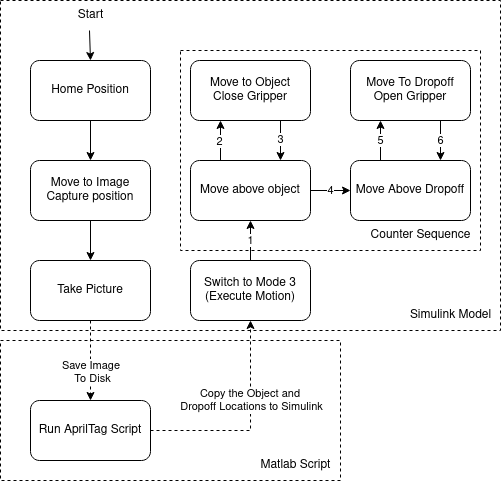 Start
Home Position
Move to Object
Close Gripper
Move To Dropoff
Open Gripper
2
3
5
6
Move to Image
Capture position
Move above object
4
Move Above Dropoff
Counter Sequence
1
Take Picture
Switch to Mode 3
(Execute Motion)
Simulink Model
Save Image
To Disk
Copy the Object and
Dropoff Locations to Simulink
Run AprilTag Script
Matlab Script